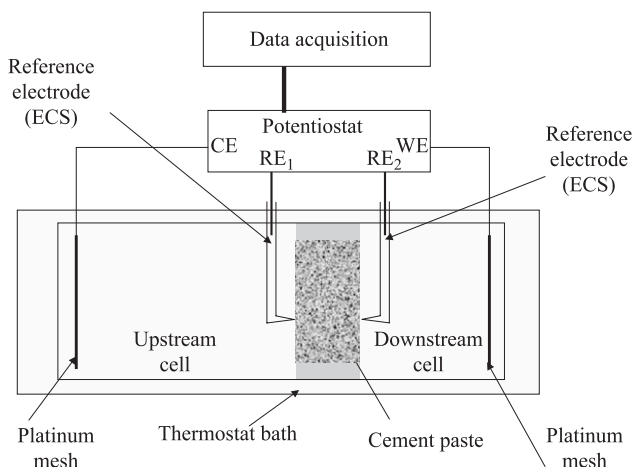 Data acquisition
Reference
electrode
(ECS)
Potentiostat
CE
WE
RE1
RE2
Reference
electrode
(ECS)
Upstream
cell
Downstream
cell
Platinum
mesh
Thermostat bath
Cement paste
Platinum
mesh